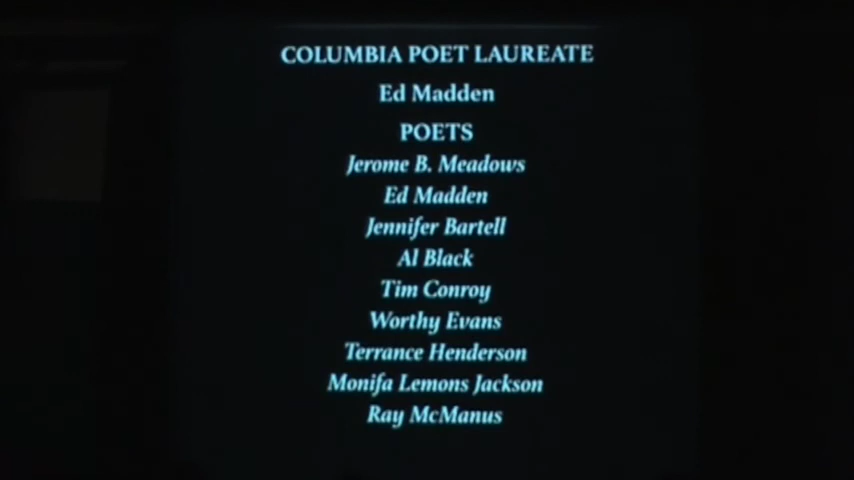 COLUMBIA POET LAUREATE
Ed Madden
POETS
Jerome B. Meadows
Ed Madden
Jennifer Bartell
Al Black
Tim Conroy
Worthy Evans
Terrance Henderson
Monifa Lemons Jackson
Ray McManus